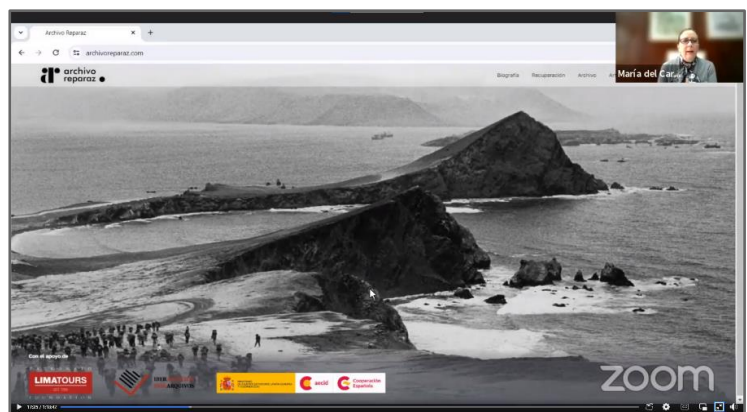 Archivo Reparaz
archivoreparaz.com
archivo
reparaz
Biografía Recuperación Archivo
María del Car...
Con el apoyo de
LIMATOURS
aecid
Cooperación
Española
zoom